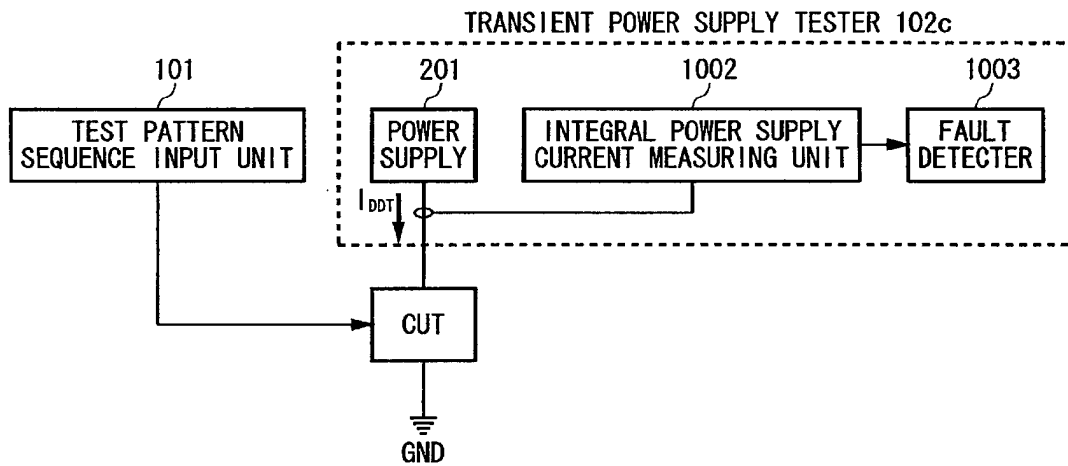 TRANSIENT POWER SUPPLY TESTER 102c
101
201
1002
1003
TEST PATTERN
SEQUENCE INPUT UNIT
POWER
SUPPLY
INTEGRAL POWER SUPPLY
CURRENT MEASURING UNIT
FAULT
DETECTER
IDDT
CUT
GND